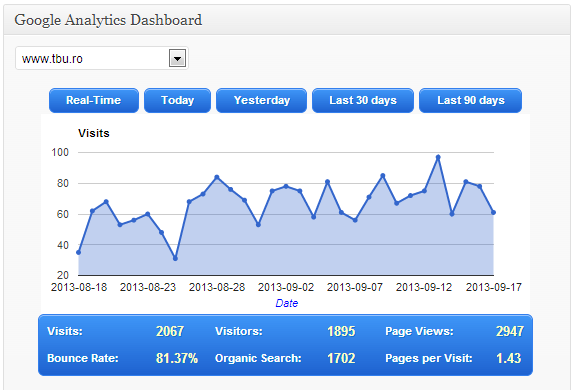 Google Analytics Dashboard
www.tbu.ro
Real-Time Today Yesterday Last 30 days Last 90 days
Visits
100
80
60
40
20
2013-08-18 2013-08-23 2013-08-28 2013-09-02 2013-09-07 2013-09-12 2013-09-17
Date
Visits: 2067 Visitors: 1895 Page Views: 2947
Bounce Rate: 81.37% Organic Search: 1702 Pages per Visit: 1.43